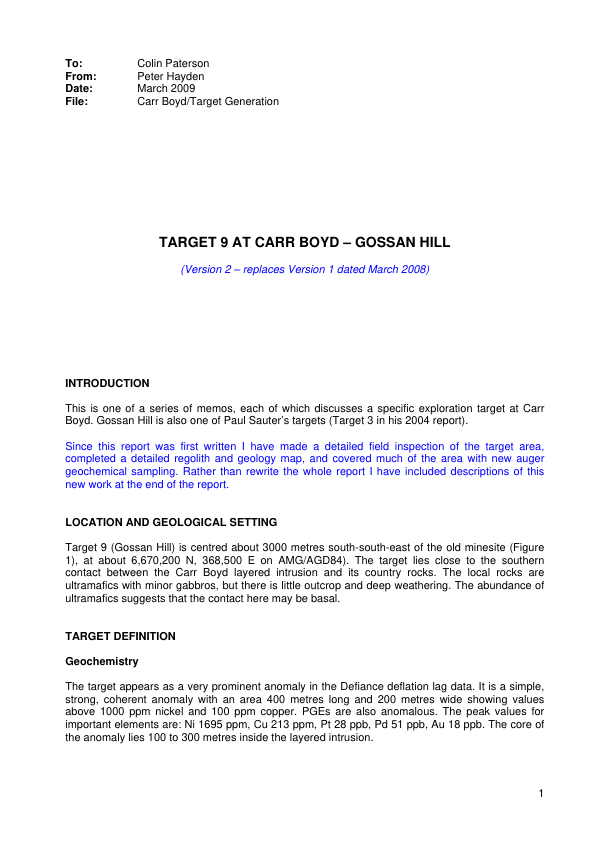 To: Colin Paterson
From: Peter Hayden
Date: March 2009
File: Carr Boyd/Target Generation
TARGET 9 AT CARR BOYD – GOSSAN HILL
(Version 2 – replaces Version 1 dated March 2008)
INTRODUCTION
This is one of a series of memos, each of which discusses a specific exploration target at Carr
Boyd. Gossan Hill is also one of Paul Sauter's targets (Target 3 in his 2004 report).
Since this report was first written I have made a detailed field inspection of the target area,
completed a detailed regolith and geology map, and covered much of the area with new auger
geochemical sampling. Rather than rewrite the whole report I have included descriptions of this
new work at the end of the report.
LOCATION AND GEOLOGICAL SETTING
Target 9 (Gossan Hill) is centred about 3000 metres south-south-east of the old minesite (Figure
1), at about 6,670,200 N, 368,500 E on AMG/AGD84). The target lies close to the southern
contact between the Carr Boyd layered intrusion and its country rocks. The local rocks are
ultramafics with minor gabbros, but there is little outcrop and deep weathering. The abundance of
ultramafics suggests that the contact here may be basal.
TARGET DEFINITION
Geochemistry
The target appears as a very prominent anomaly in the Defiance deflation lag data. It is a simple,
strong, coherent anomaly with an area 400 metres long and 200 metres wide showing values
above 1000 ppm nickel and 100 ppm copper. PGEs are also anomalous. The peak values for
important elements are: Ni 1695 ppm, Cu 213 ppm, Pt 28 ppb, Pd 51 ppb, Au 18 ppb. The core of
the anomaly lies 100 to 300 metres inside the layered intrusion.
1